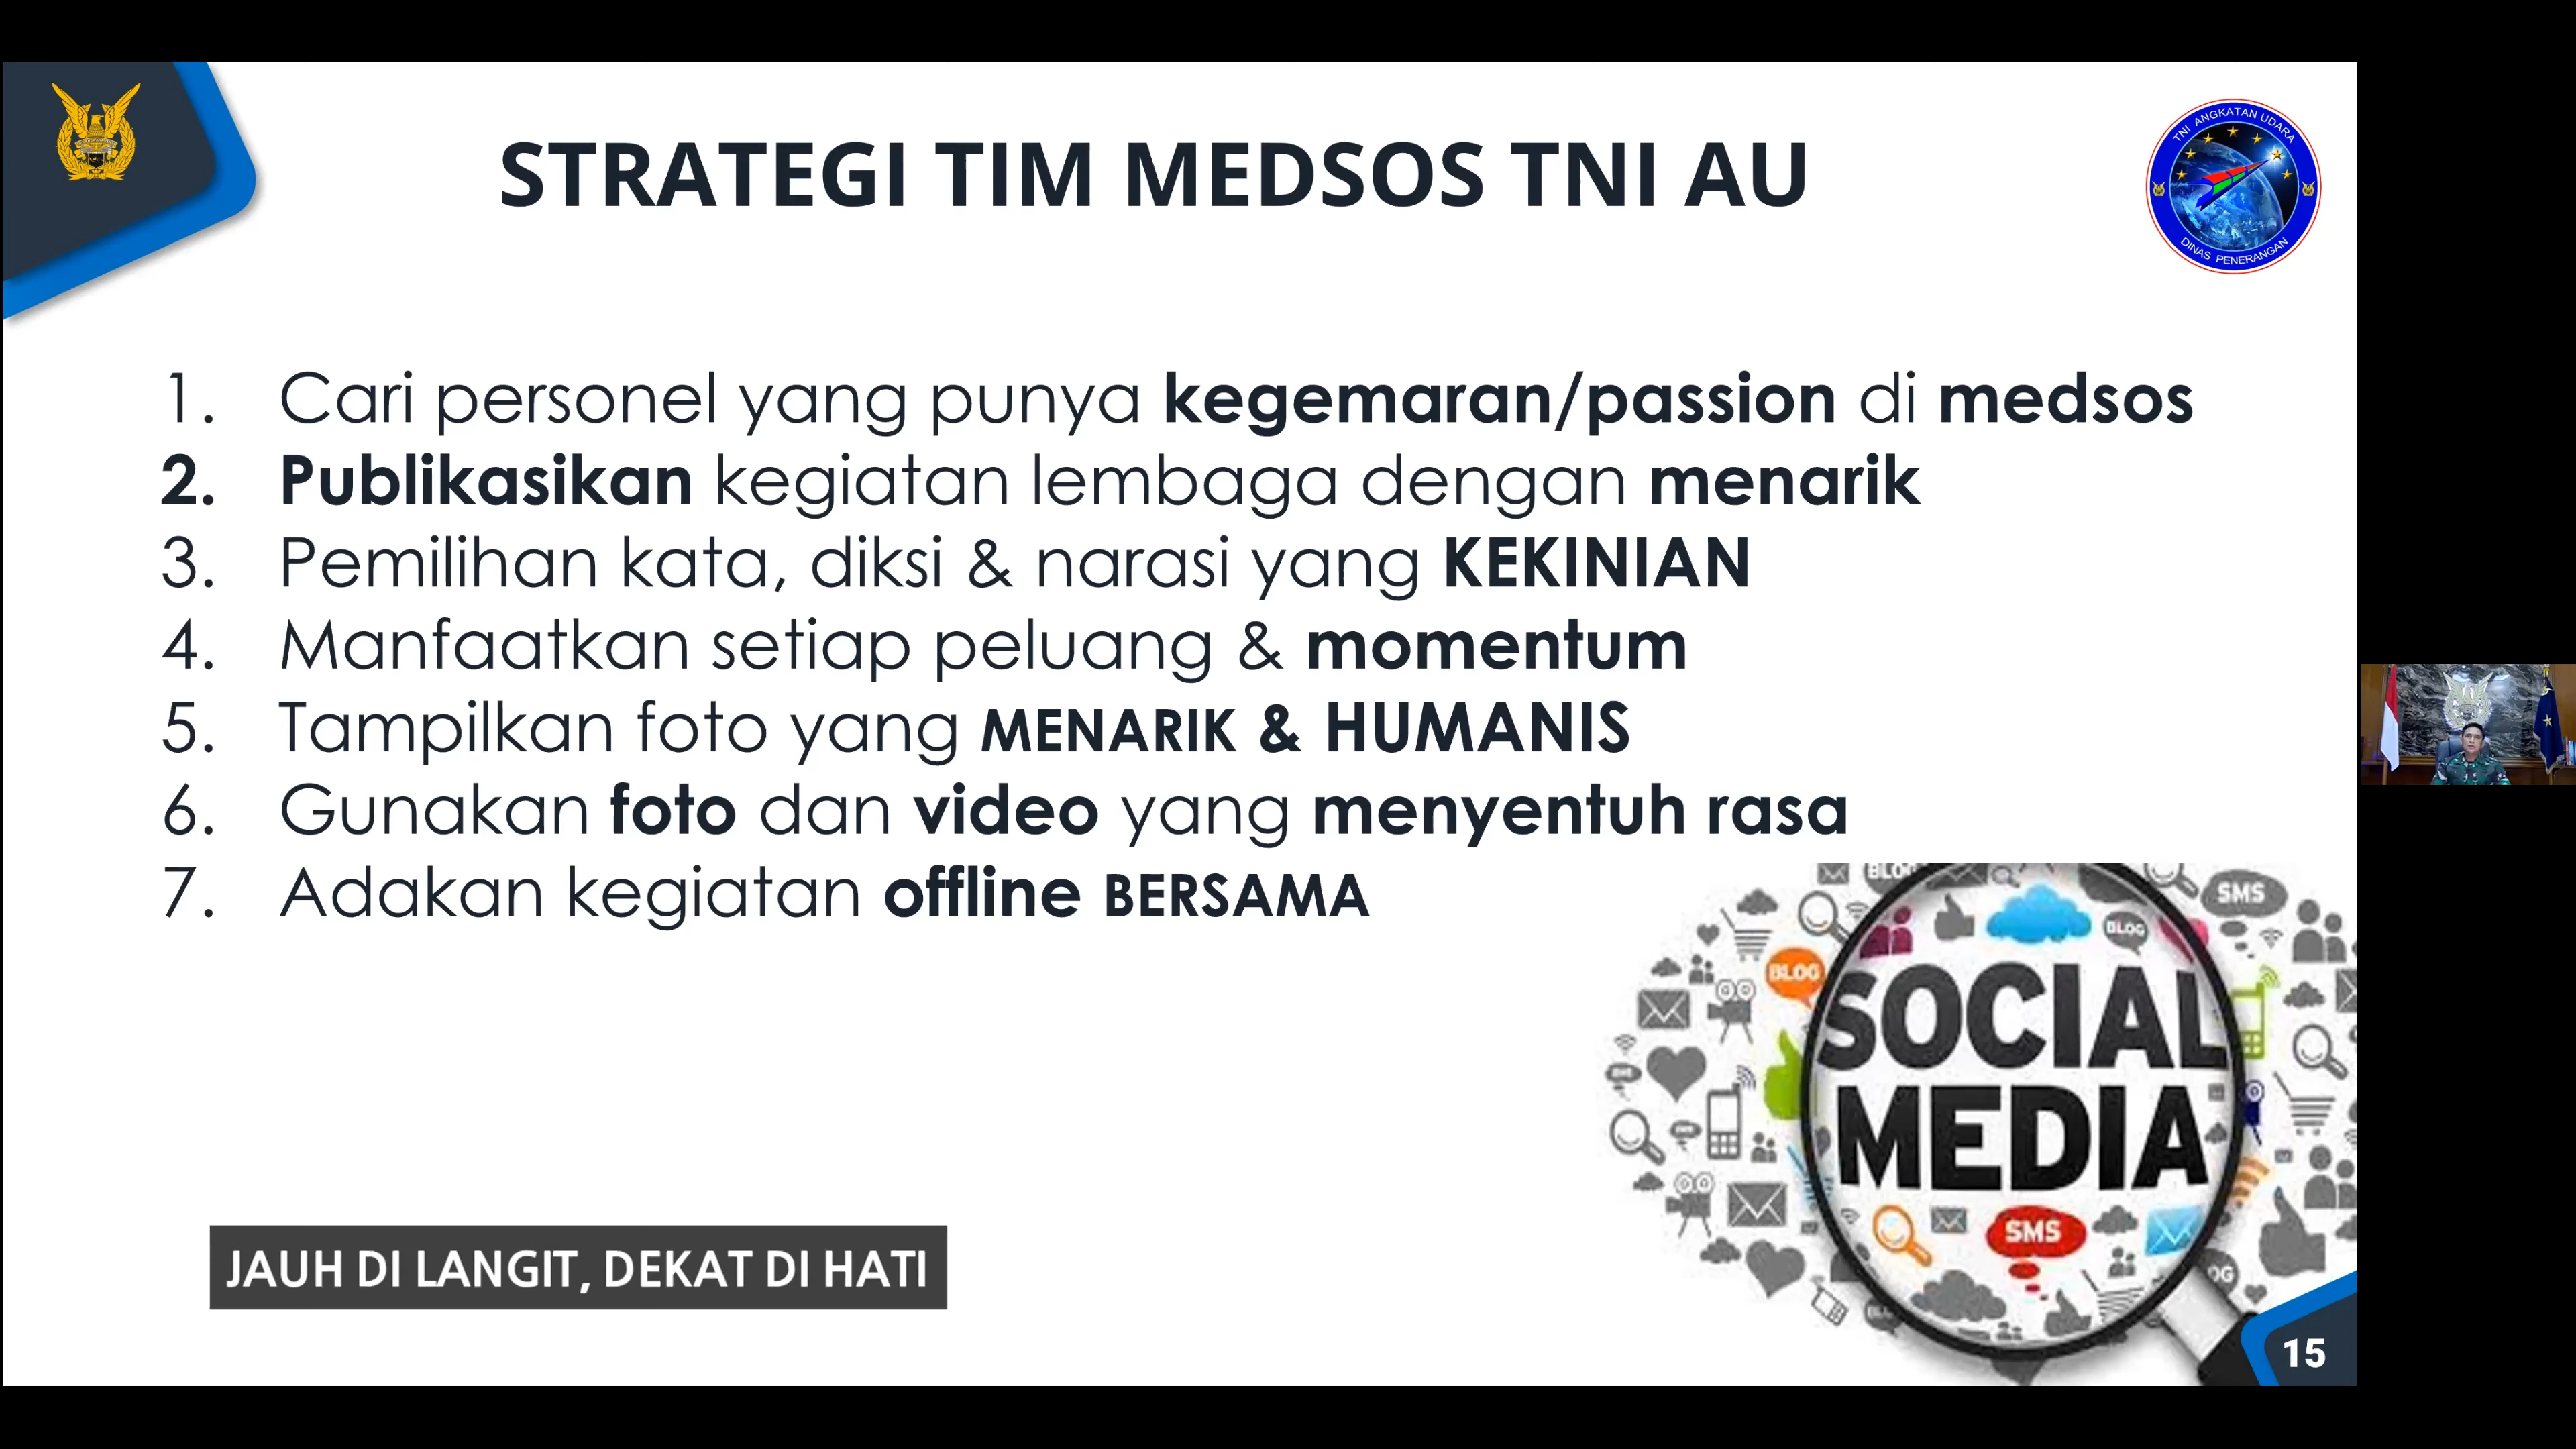 STRATEGI TIM MEDSOS TNI AU
TNI ANGKATAN UDARA
DINAS PENERANGAN
1. Cari personel yang punya kegemaran/passion di medsos
2. Publikasikan kegiatan lembaga dengan menarik
3. Pemilihan kata, diksi & narasi yang KEKINIAN
4. Manfaatkan setiap peluang & momentum
5. Tampilkan foto yang MENARIK & HUMANIS
6. Gunakan foto dan video yang menyentuh rasa
7. Adakan kegiatan offline BERSAMA
SMS
BLOG
BLOG
SOCIAL
MEDIA
SMS
JAUH DI LANGIT, DEKAT DI HATI
15